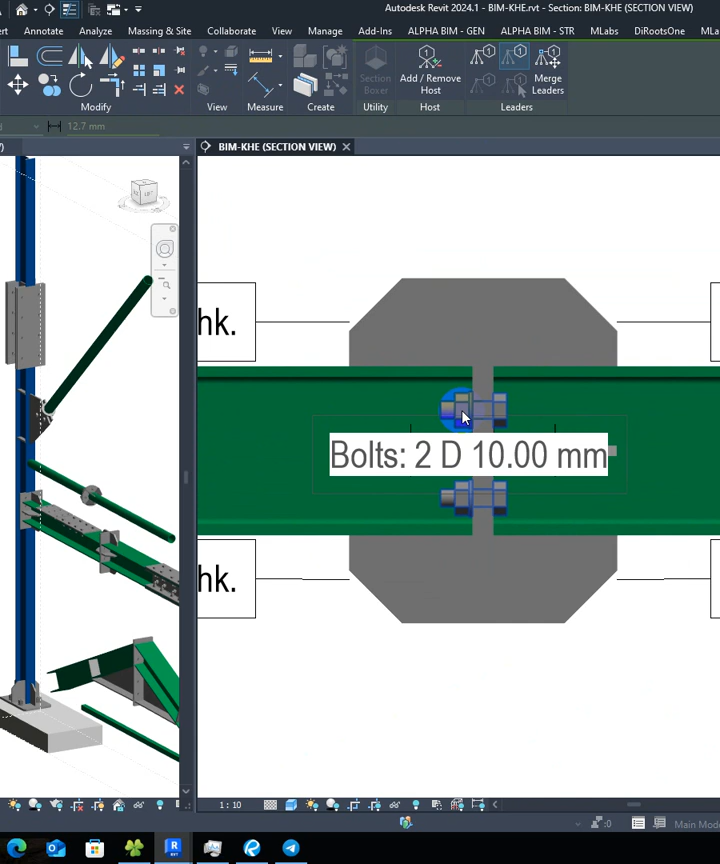 Autodesk Revit 2024.1 - BIM-KHE.rvt - Section: BIM-KHE (SECTION VIEW)
Annotate Analyze Massing & Site Collaborate View Manage Add-Ins ALPHA BIM - GEN ALPHA BIM - STR MLabs DiRootsOne
Section Boxer
Add / Remove Host
Merge Leaders
Modify View Measure Create Utility Host Leaders
12.7 mm
BIM-KHE (SECTION VIEW)
hk.
Bolts: 2 D 10.00 mm
hk.
1 : 10
:0
Main Mod